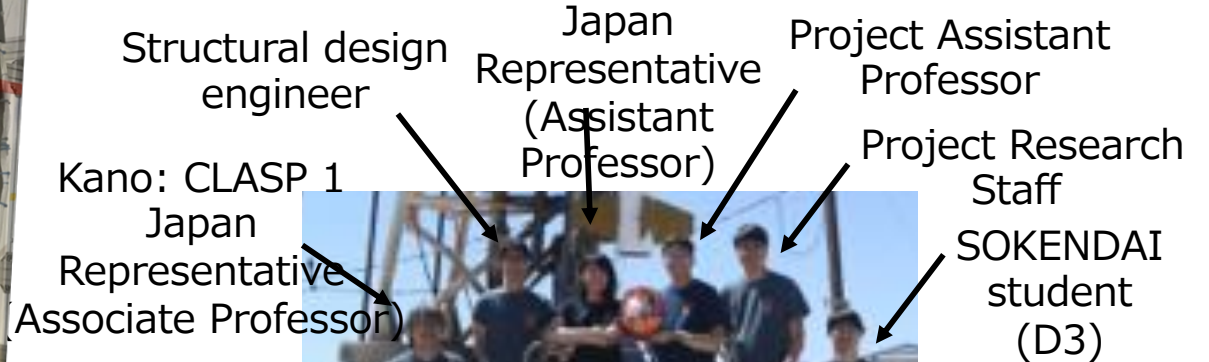 Structural design
engineer
Japan
Representative
(Assistant
Professor)
Project Assistant
Professor
Project Research
Staff
Kano: CLASP 1
Japan
Representative
(Associate Professor)
SOKENDAI
student
(D3)